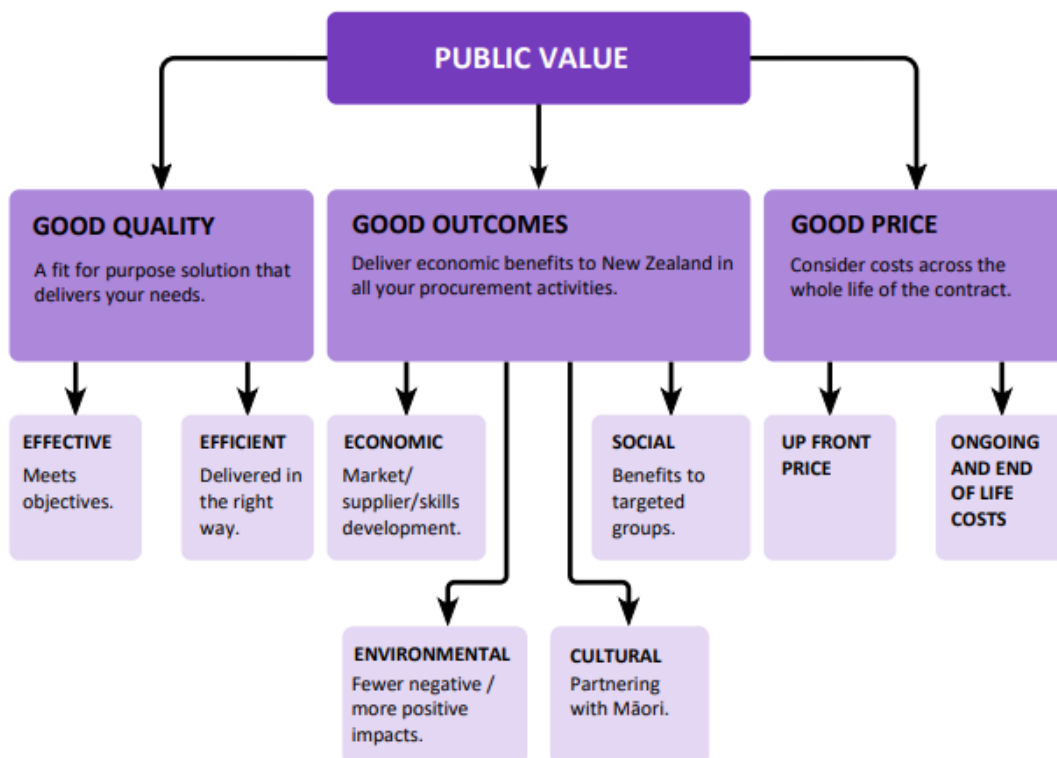 PUBLIC VALUE
GOOD QUALITY
A fit for purpose solution that
delivers your needs.
GOOD OUTCOMES
Deliver economic benefits to New Zealand in
all your procurement activities.
GOOD PRICE
Consider costs across the
whole life of the contract.
EFFECTIVE
Meets
objectives.
EFFICIENT
Delivered in
the right
way.
ECONOMIC
Market/
supplier/skills
development.
SOCIAL
Benefits to
targeted
groups.
UP FRONT
PRICE
ONGOING
AND END
OF LIFE
COSTS
ENVIRONMENTAL
Fewer negative /
more positive
impacts.
CULTURAL
Partnering
with Māori.